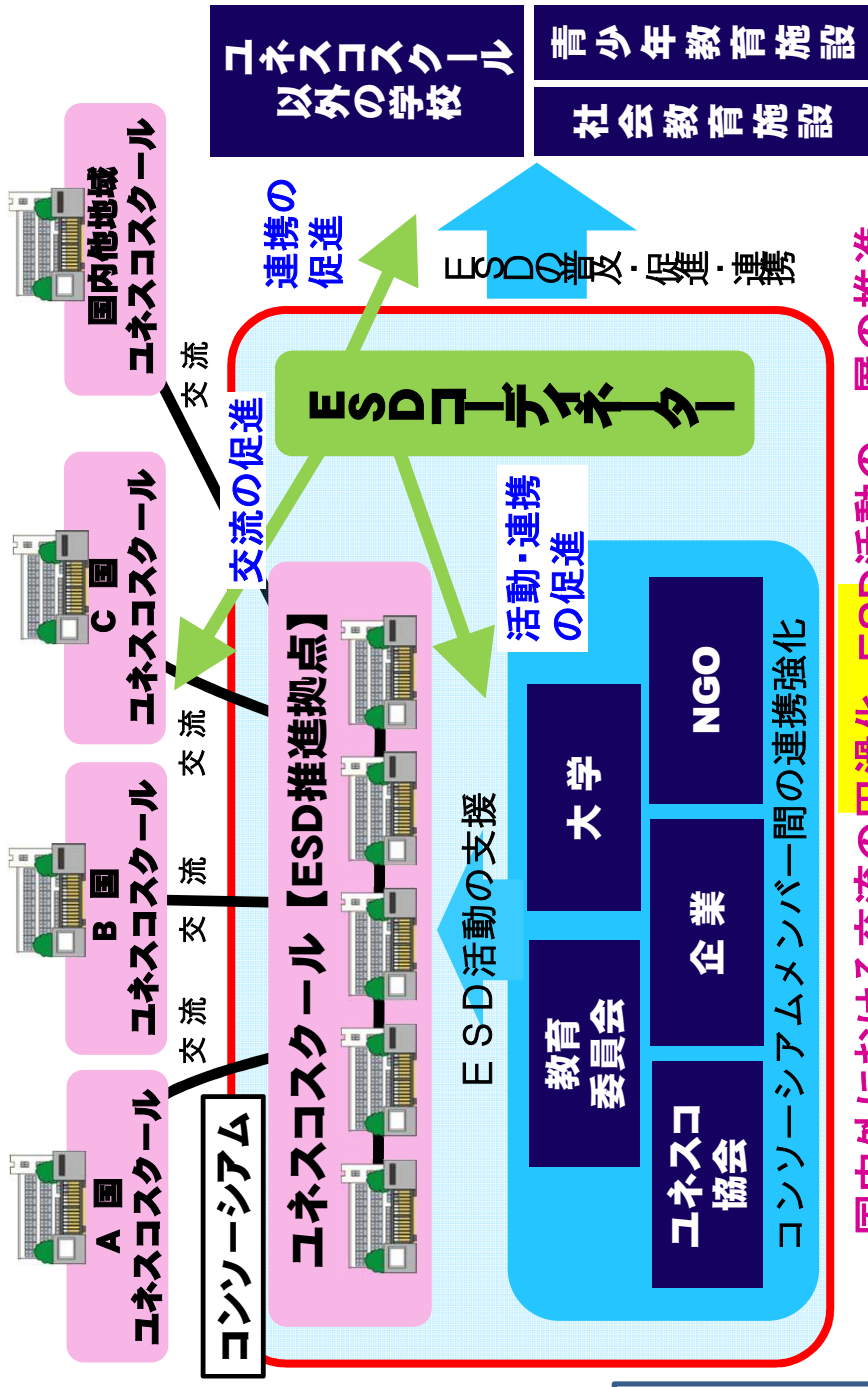 A 国
ユネスコスクール
B 国
ユネスコスクール
C 国
ユネスコスクール
国内他地域
ユネスコスクール
交流
交流
交流
交流
コンソーシアム
ユネスコスクール【ESD推進拠点】
交流の促進
連携の
促進
ESDコーディネーター
活動・連携
の促進
ESD活動の支援
教育
委員会
大学
ユネスコ
協会
企業
NGO
コンソーシアムメンバー間の連携強化
ESDの普及・促進・連携
ユネスコスクール
以外の学校
社会教育施設
青少年教育施設